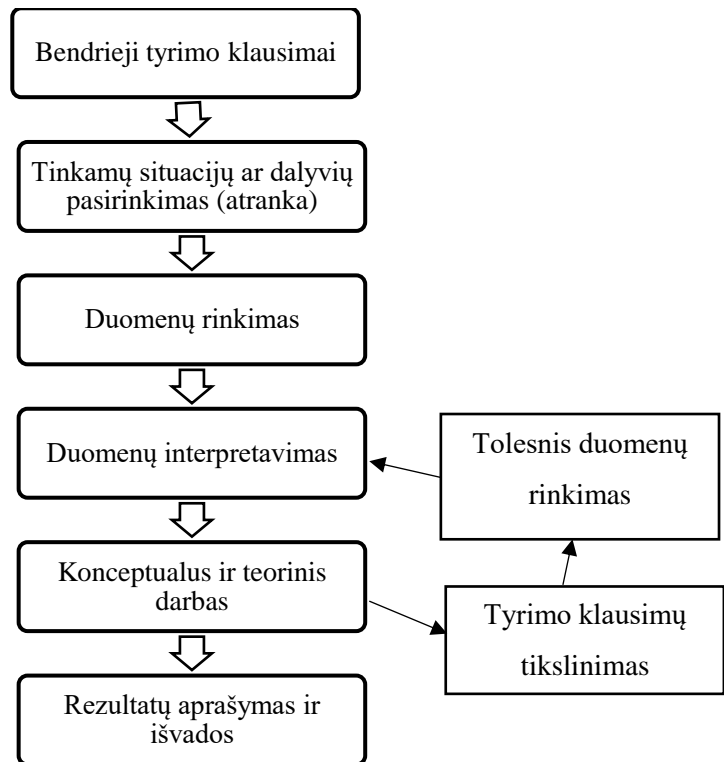 Bendrieji tyrimo klausimai
Tinkamų situacijų ar dalyvių
pasirinkimas (atranka)
Duomenų rinkimas
Duomenų interpretavimas
Tolesnis duomenų
rinkimas
Konceptualus ir teorinis
darbas
Tyrimo klausimų
tikslinimas
Rezultatų aprašymas ir
išvados